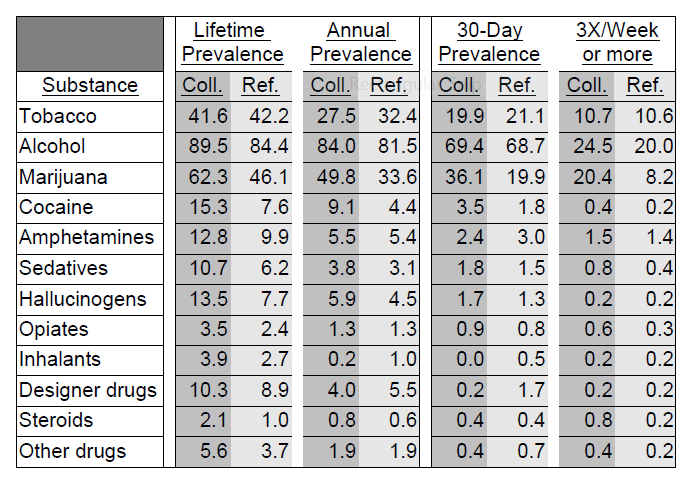 Lifetime Annual 30-Day 3X/Week
Prevalence Prevalence Prevalence or more
Substance Coll. Ref. Coll. Ref. Coll. Ref. Coll. Ref.
Tobacco 41.6 42.2 27.5 32.4 19.9 21.1 10.7 10.6
Alcohol 89.5 84.4 84.0 81.5 69.4 68.7 24.5 20.0
Marijuana 62.3 46.1 49.8 33.6 36.1 19.9 20.4 8.2
Cocaine 15.3 7.6 9.1 4.4 3.5 1.8 0.4 0.2
Amphetamines 12.8 9.9 5.5 5.4 2.4 3.0 1.5 1.4
Sedatives 10.7 6.2 3.8 3.1 1.8 1.5 0.8 0.4
Hallucinogens 13.5 7.7 5.9 4.5 1.7 1.3 0.2 0.2
Opiates 3.5 2.4 1.3 1.3 0.9 0.8 0.6 0.3
Inhalants 3.9 2.7 0.2 1.0 0.0 0.5 0.2 0.2
Designer drugs 10.3 8.9 4.0 5.5 0.2 1.7 0.2 0.2
Steroids 2.1 1.0 0.8 0.6 0.4 0.4 0.8 0.2
Other drugs 5.6 3.7 1.9 1.9 0.4 0.7 0.4 0.2